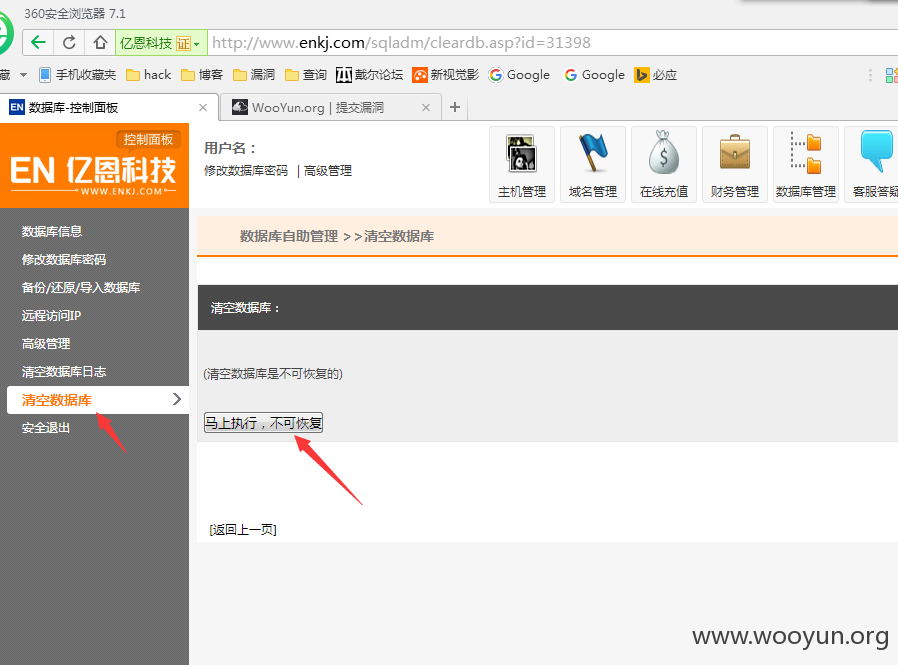 360安全浏览器 7.1
亿恩科技 证 http://www.enkj.com/sqladm/cleardb.asp?id=31398
藏 手机收藏夹 hack 博客 漏洞 查询 戴尔论坛 新视觉影 Google Google 必应
EN 数据库-控制面板 WooYun.org | 提交漏洞
控制面板
EN 亿恩科技
WWW.ENKJ.COM
用户名：
修改数据库密码 | 高级管理
主机管理 域名管理 在线充值 财务管理 数据库管理 客服答疑
数据库信息
修改数据库密码
备份/还原/导入数据库
远程访问IP
高级管理
清空数据库日志
清空数据库
安全退出
数据库自助管理 >>清空数据库
清空数据库：
(清空数据库是不可恢复的)
马上执行，不可恢复
[返回上一页]
www.wooyun.org